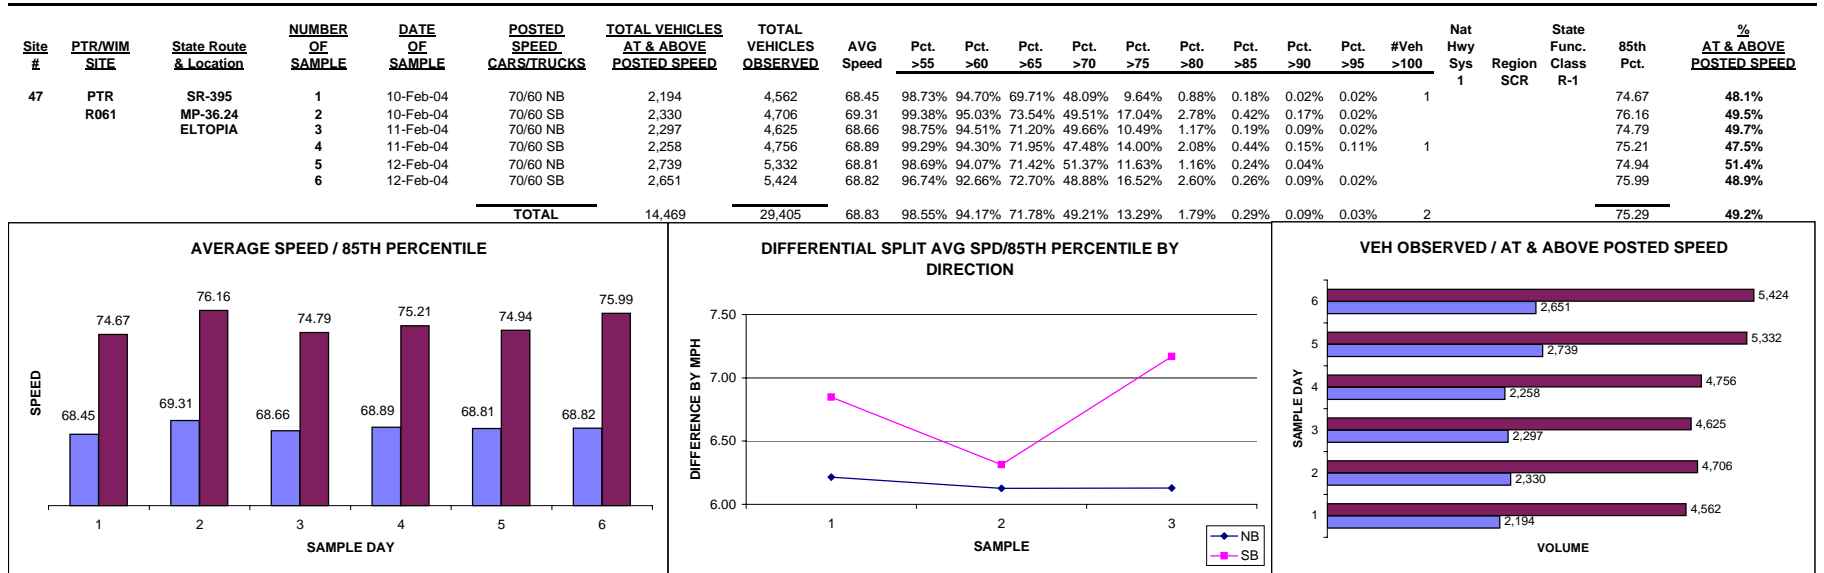 Site # PTR/WIM SITE State Route & Location NUMBER OF SAMPLE DATE OF SAMPLE POSTED SPEED CARS/TRUCKS TOTAL VEHICLES AT & ABOVE POSTED SPEED TOTAL VEHICLES OBSERVED AVG Speed Pct. >55 Pct. >60 Pct. >65 Pct. >70 Pct. >75 Pct. >80 Pct. >85 Pct. >90 Pct. >95 #Veh >100 Nat Hwy Sys 1 Region SCR State Func. Class R-1 85th Pct. % AT & ABOVE POSTED SPEED
47 PTR SR-395 1 10-Feb-04 70/60 NB 2,194 4,562 68.45 98.73% 94.70% 69.71% 48.09% 9.64% 0.88% 0.18% 0.02% 0.02% 1 74.67 48.1%
R061 MP-36.24 2 10-Feb-04 70/60 SB 2,330 4,706 69.31 99.38% 95.03% 73.54% 49.51% 17.04% 2.78% 0.42% 0.17% 0.02% 76.16 49.5%
ELTOPIA 3 11-Feb-04 70/60 NB 2,297 4,625 68.66 98.75% 94.51% 71.20% 49.66% 10.49% 1.17% 0.19% 0.09% 0.02% 74.79 49.7%
4 11-Feb-04 70/60 SB 2,258 4,756 68.89 99.29% 94.30% 71.95% 47.48% 14.00% 2.08% 0.44% 0.15% 0.11% 1 75.21 47.5%
5 12-Feb-04 70/60 NB 2,739 5,332 68.81 98.69% 94.07% 71.42% 51.37% 11.63% 1.16% 0.24% 0.04% 74.94 51.4%
6 12-Feb-04 70/60 SB 2,651 5,424 68.82 96.74% 92.66% 72.70% 48.88% 16.52% 2.60% 0.26% 0.09% 0.02% 75.99 48.9%
TOTAL 14,469 29,405 68.83 98.55% 94.17% 71.78% 49.21% 13.29% 1.79% 0.29% 0.09% 0.03% 2 75.29 49.2%
AVERAGE SPEED / 85TH PERCENTILE
SPEED
68.45 74.67 69.31 76.16 68.66 74.79 68.89 75.21 68.81 74.94 68.82 75.99
1 2 3 4 5 6
SAMPLE DAY
DIFFERENTIAL SPLIT AVG SPD/85TH PERCENTILE BY
DIRECTION
DIFFERENCE BY MPH
7.50
7.00
6.50
6.00
1 2 3
SAMPLE
NB
SB
VEH OBSERVED / AT & ABOVE POSTED SPEED
SAMPLE DAY
6 5,424
2,651
5 5,332
2,739
4 4,756
2,258
3 4,625
2,297
2 4,706
2,330
1 4,562
2,194
VOLUME